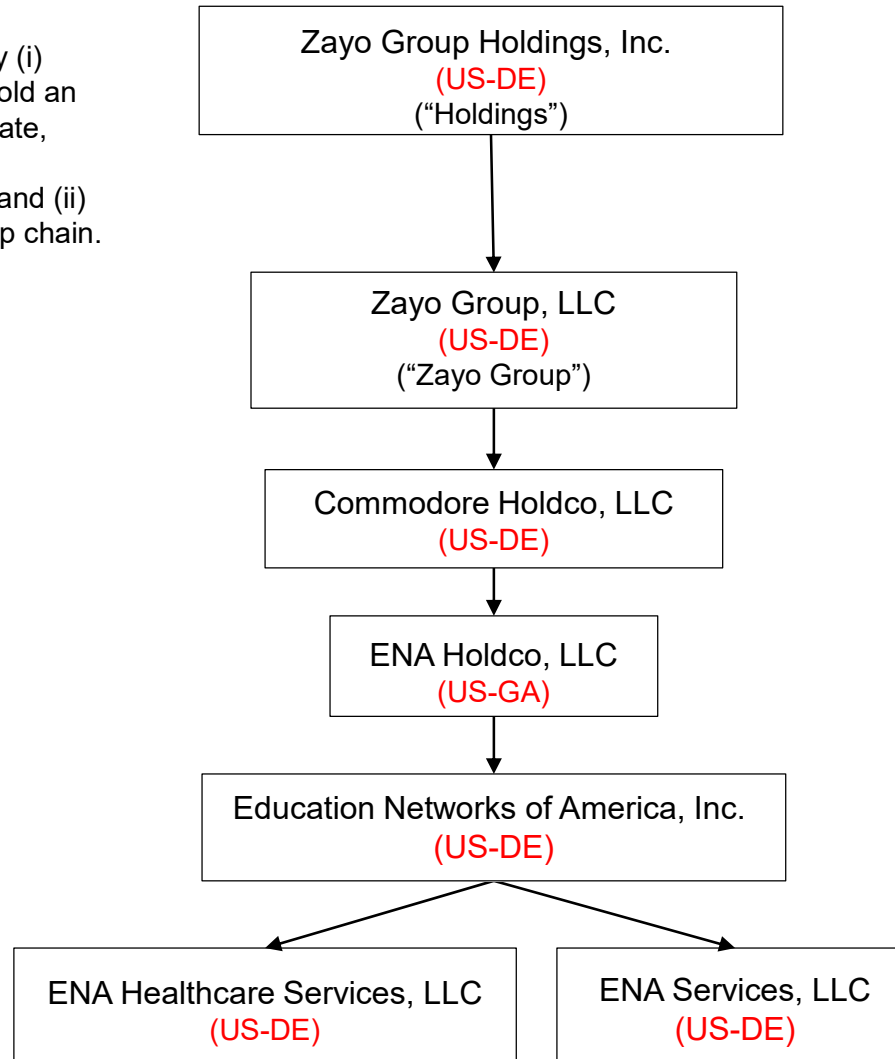 y (i)
old an
ate,
and (ii)
p chain.
Zayo Group Holdings, Inc.
(US-DE)
(“Holdings”)
Zayo Group, LLC
(US-DE)
(“Zayo Group”)
Commodore Holdco, LLC
(US-DE)
ENA Holdco, LLC
(US-GA)
Education Networks of America, Inc.
(US-DE)
ENA Healthcare Services, LLC
(US-DE)
ENA Services, LLC
(US-DE)